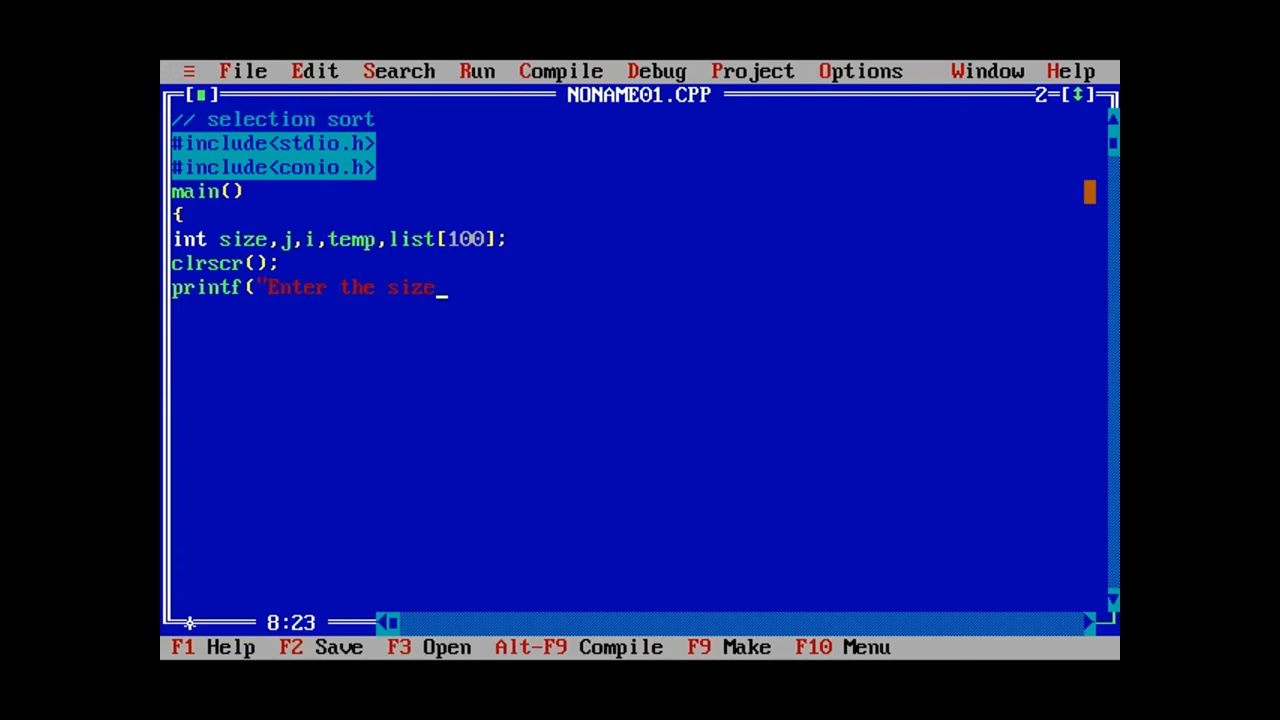 ≡ File Edit Search Run Compile Debug Project Options Window Help
[■] NONAME01.CPP 2=[↕]
// selection sort
#include<stdio.h>
#include<conio.h>
main()
{
int size,j,i,temp,list[100];
clrscr();
printf("Enter the size_
* 8:23
F1 Help F2 Save F3 Open Alt-F9 Compile F9 Make F10 Menu